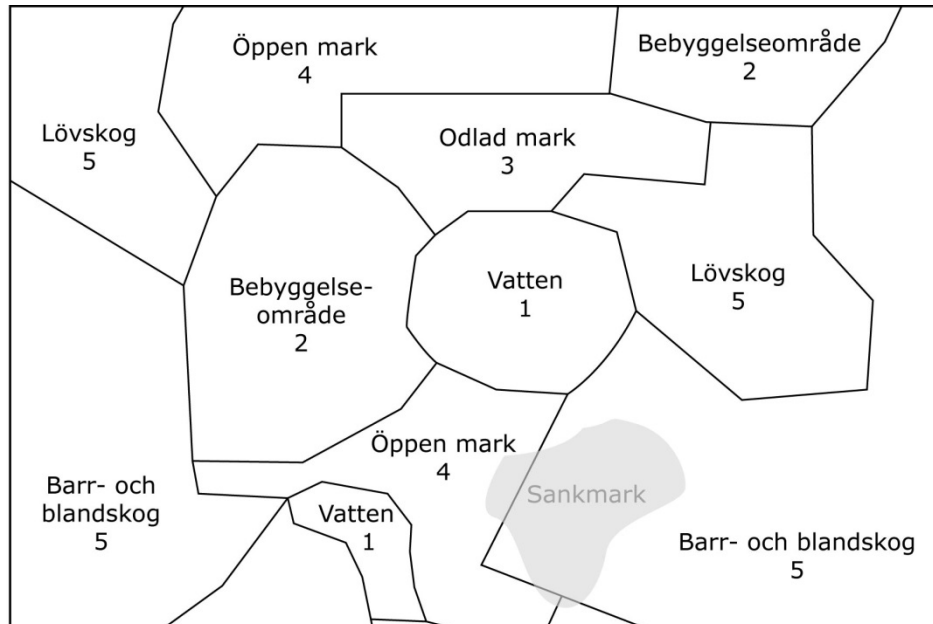 Öppen mark
4
Bebyggelseområde
2
Lövskog
5
Odlad mark
3
Bebyggelse-
område
2
Vatten
1
Lövskog
5
Öppen mark
4
Barr- och
blandskog
5
Vatten
1
Sankmark
Barr- och blandskog
5